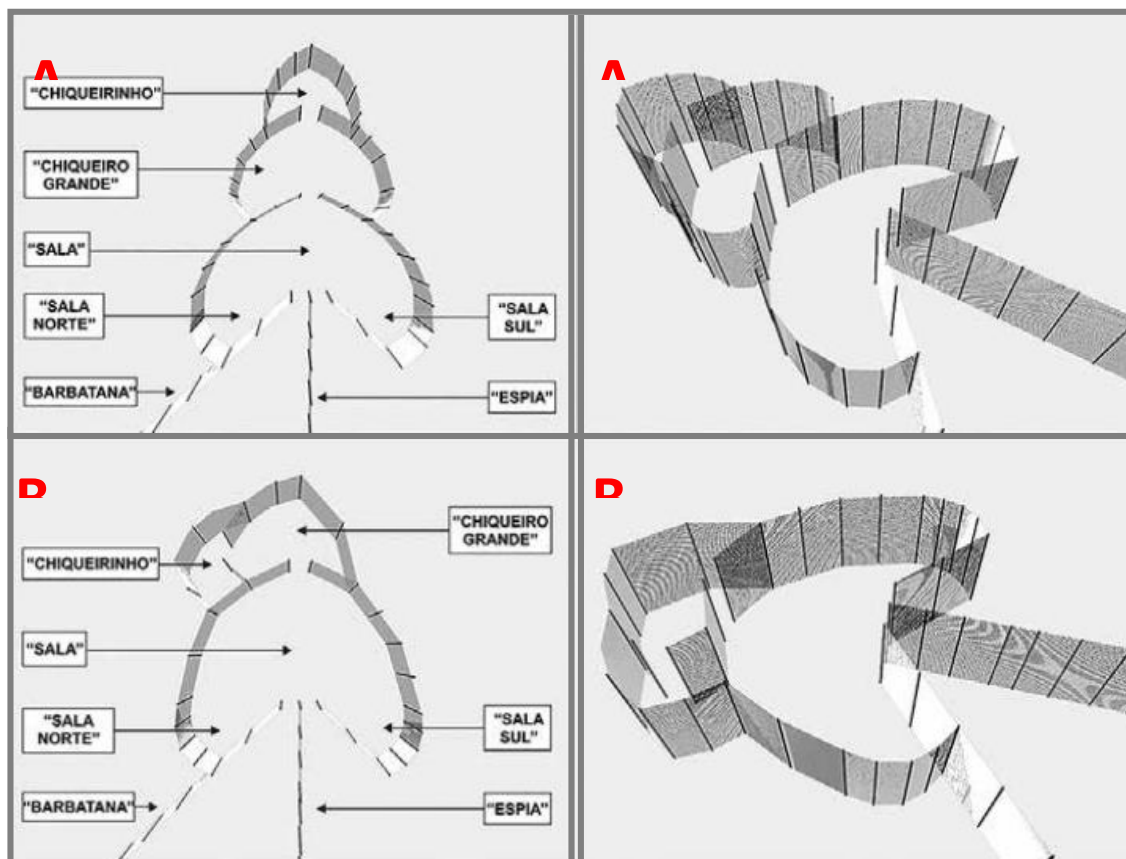 A
A
"CHIQUEIRINHO"
"CHIQUEIRO
GRANDE"
"SALA"
"SALA
NORTE"
"SALA
SUL"
"BARBATANA"
"ESPIA"
"CHIQUEIRO
GRANDE"
"CHIQUEIRINHO"
"SALA"
"SALA
NORTE"
"SALA
SUL"
"BARBATANA"
"ESPIA"